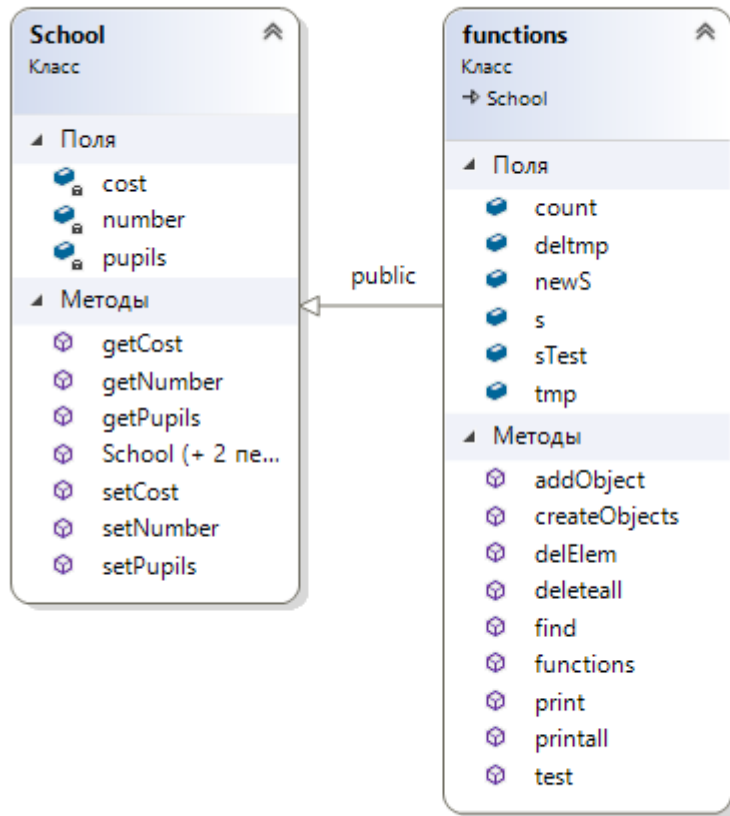 School
Класс
Поля
cost
number
pupils
Методы
getCost
getNumber
getPupils
School (+ 2 пе...
setCost
setNumber
setPupils
public
functions
Класс
School
Поля
count
deltmp
newS
s
sTest
tmp
Методы
addObject
createObjects
delElem
deleteall
find
functions
print
printall
test